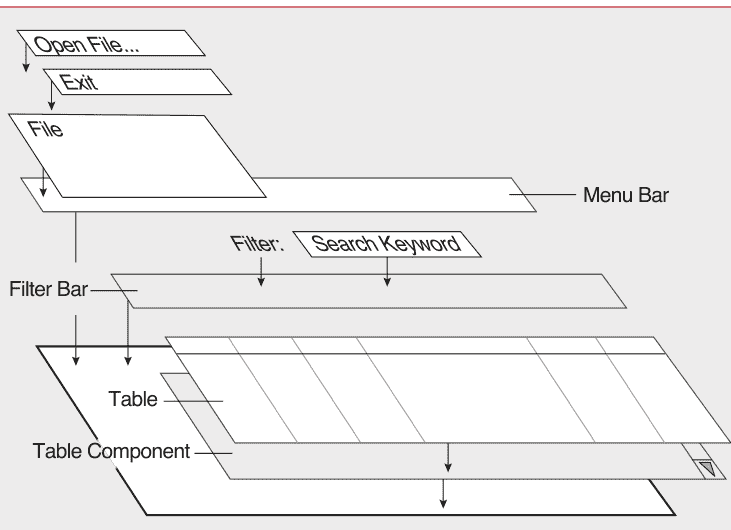 Open File...
Exit
File
Menu Bar
Filter: Search Keyword
Filter Bar
Table
Table Component